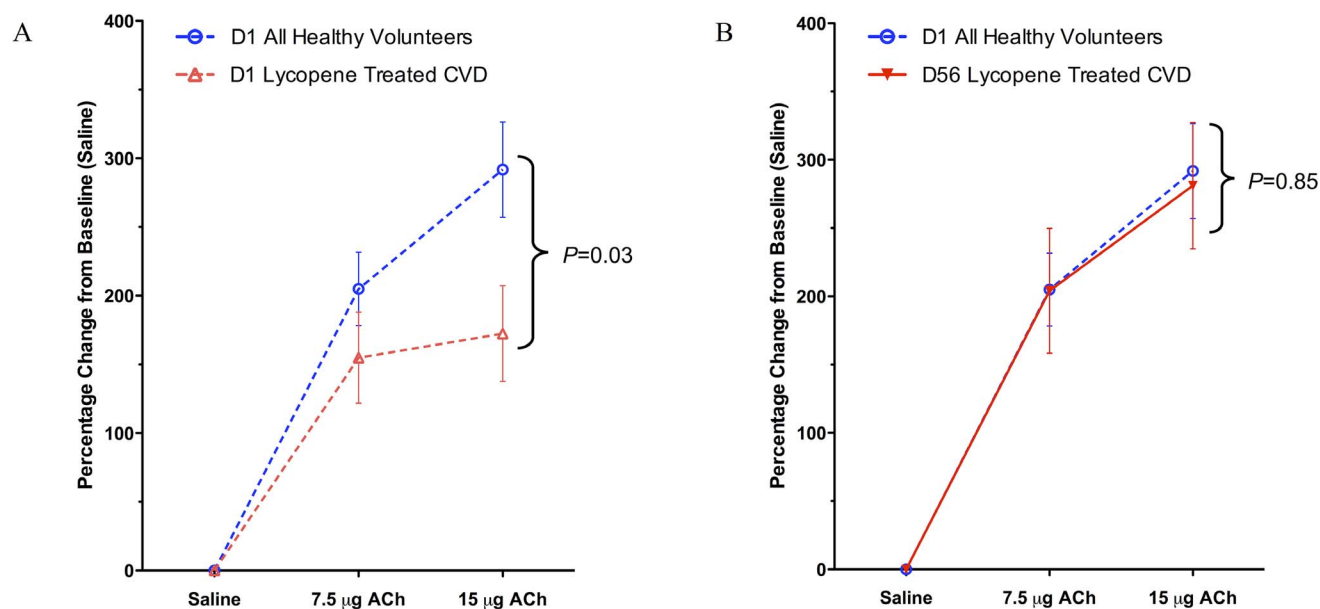 A
D1 All Healthy Volunteers
D1 Lycopene Treated CVD
Percentage Change from Baseline (Saline)
400
300
200
100
0
P=0.03
Saline
7.5 µg ACh
15 µg ACh
B
D1 All Healthy Volunteers
D56 Lycopene Treated CVD
Percentage Change from Baseline (Saline)
400
300
200
100
0
P=0.85
Saline
7.5 µg ACh
15 µg ACh